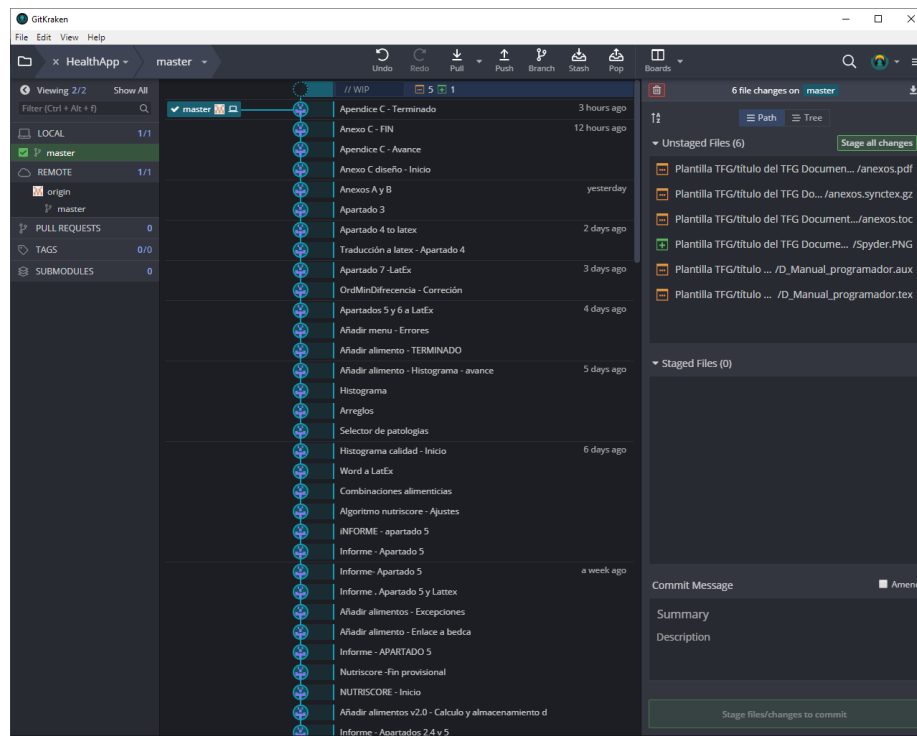 GitKraken
File Edit View Help
× HealthApp
master
Undo
Redo
Pull
Push
Branch
Stash
Pop
Boards
Viewing 2/2 Show All
Filter (Ctrl + Alt + f)
LOCAL 1/1
master
REMOTE 1/1
origin
master
PULL REQUESTS 0
TAGS 0/0
SUBMODULES 0
// WIP 5 1
master
Apendice C - Terminado 3 hours ago
Anexo C - FIN 12 hours ago
Apendice C - Avance
Anexo C diseño - Inicio
Anexos A y B yesterday
Apartado 3
Apartado 4 to latex 2 days ago
Traducción a latex - Apartado 4
Apartado 7 -LatEx 3 days ago
OrdMinDifrecencia - Correción
Apartados 5 y 6 a LatEx 4 days ago
Añadir menu - Errores
Añadir alimento - TERMINADO
Añadir alimento - Histograma - avance 5 days ago
Histograma
Arreglos
Selector de patologias
Histograma calidad - Inicio 6 days ago
Word a LatEx
Combinaciones alimenticias
Algoritmo nutriscore - Ajustes
iNFORME - apartado 5
Informe - Apartado 5
Informe- Apartado 5 a week ago
Informe . Apartado 5 y Lattex
Añadir alimentos - Excepciones
Añadir alimento - Enlace a bedca
Informe - APARTADO 5
Nutriscore -Fin provisional
NUTRISCORE - Inicio
Añadir alimentos v2.0 - Calculo y almacenamiento d
Informe - Apartados 2.4 y 5
6 file changes on master
Path Tree
Unstaged Files (6) Stage all changes
Plantilla TFG/título del TFG Documen... /anexos.pdf
Plantilla TFG/título del TFG Do... /anexos.synctex.gz
Plantilla TFG/título del TFG Document.../anexos.toc
Plantilla TFG/título del TFG Docume... /Spyder.PNG
Plantilla TFG/título ... /D_Manual_programador.aux
Plantilla TFG/título ... /D_Manual_programador.tex
Staged Files (0)
Commit Message Amend
Summary
Description
Stage files/changes to commit